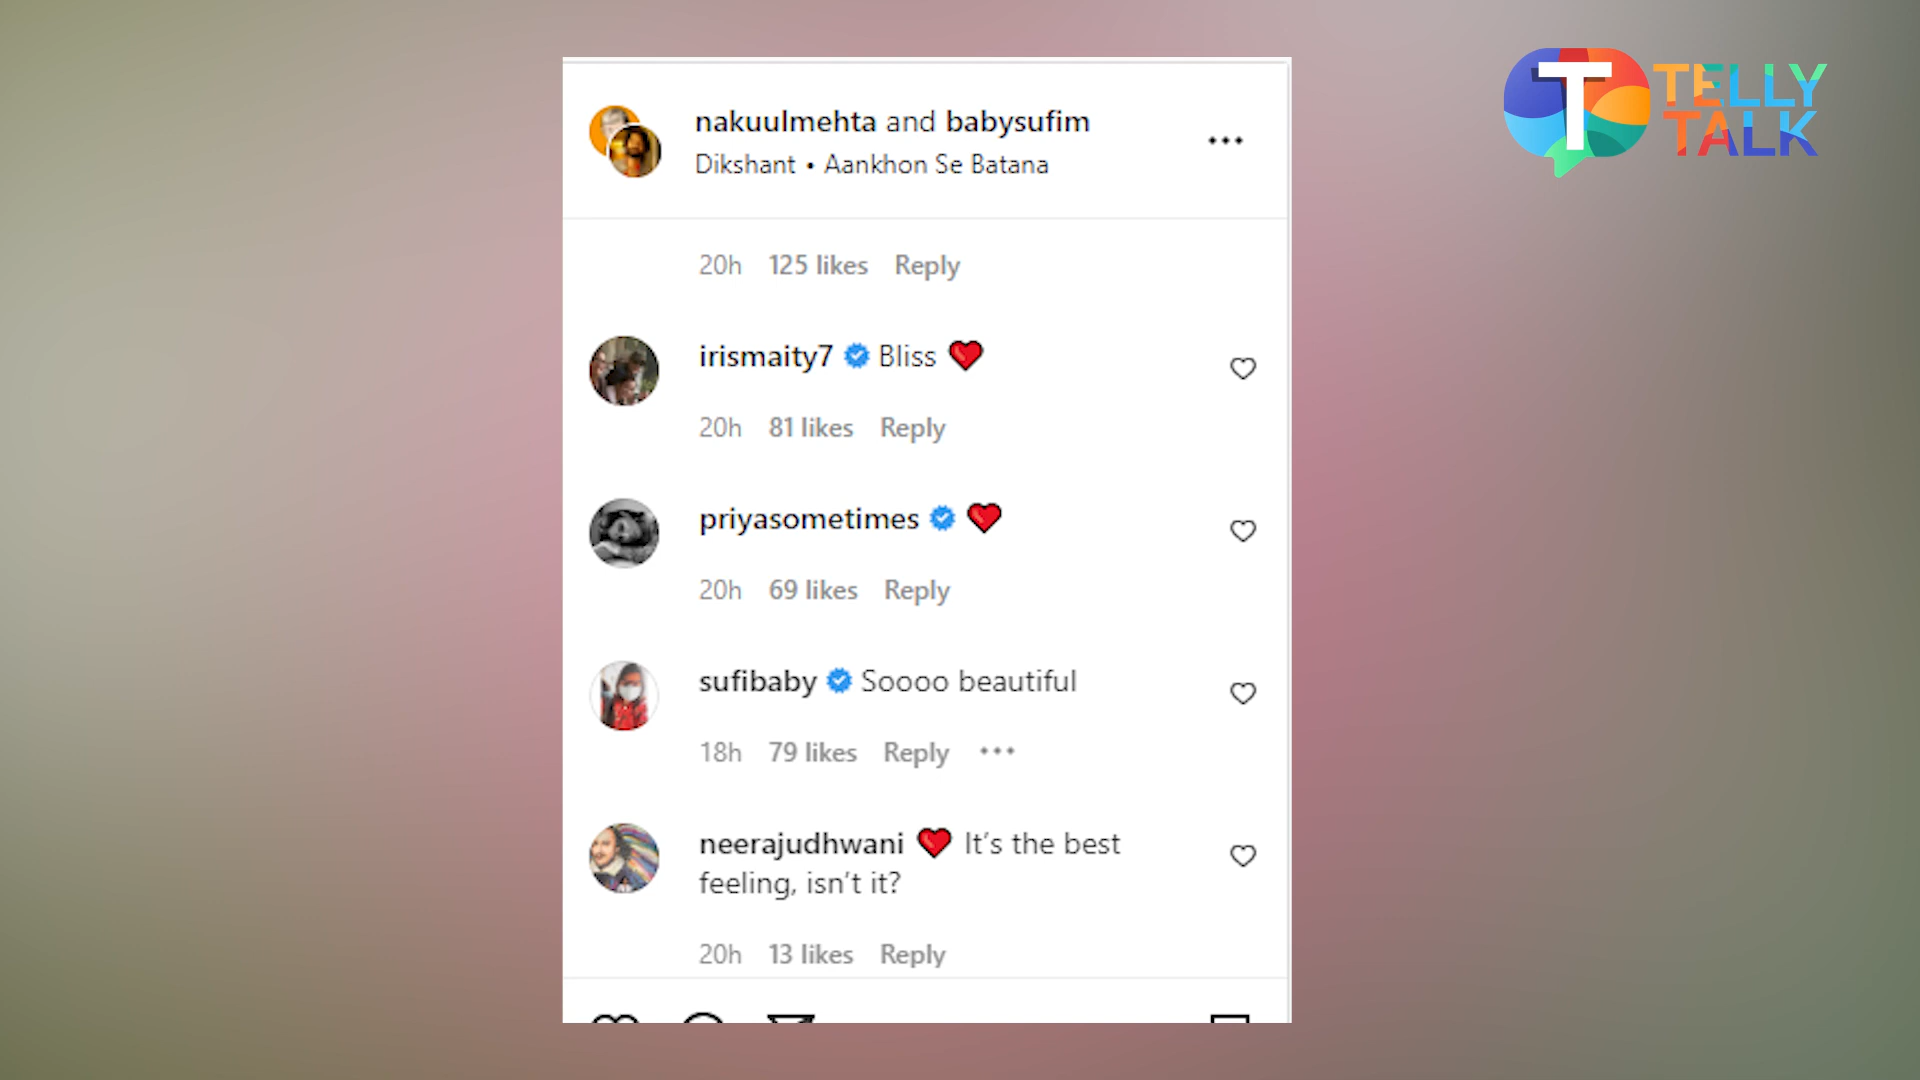 nakuulmehta and babysufim
Dikshant • Aankhon Se Batana
20h 125 likes Reply
irismaity7 Bliss ❤️
20h 81 likes Reply
priyasometimes ❤️
20h 69 likes Reply
sufibaby Soooo beautiful
18h 79 likes Reply •••
neerajudhwani ❤️ It's the best
feeling, isn't it?
20h 13 likes Reply
T TELLY
TALK